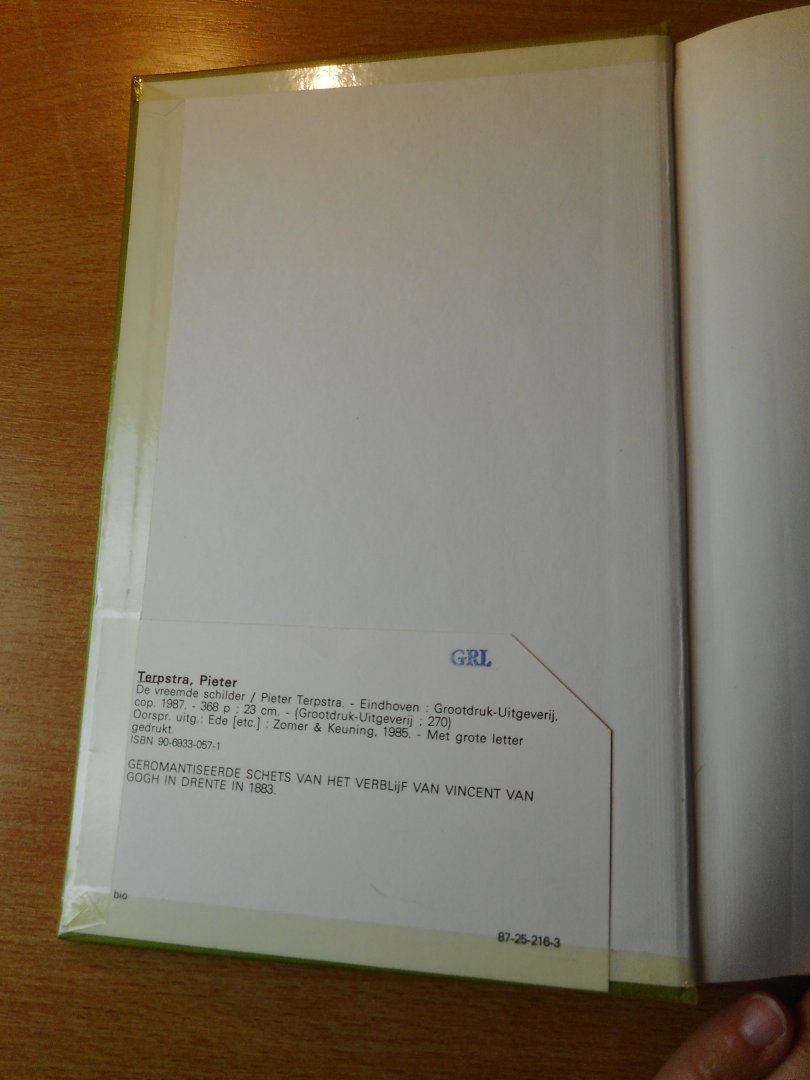 GRL
Terpstra, Pieter
De vreemde schilder / Pieter Terpstra. - Eindhoven : Grootdruk-Uitgeverij,
cop. 1987. - 368 p ; 23 cm. - (Grootdruk-Uitgeverij ; 270)
Oorspr. uitg.: Ede [etc.] : Zomer & Keuning, 1985. - Met grote letter
gedrukt.
ISBN 90-6933-057-1
GEROMANTISEERDE SCHETS VAN HET VERBLijF VAN VINCENT VAN
GOGH IN DRENTE IN 1883.
bio
87-25-216-3